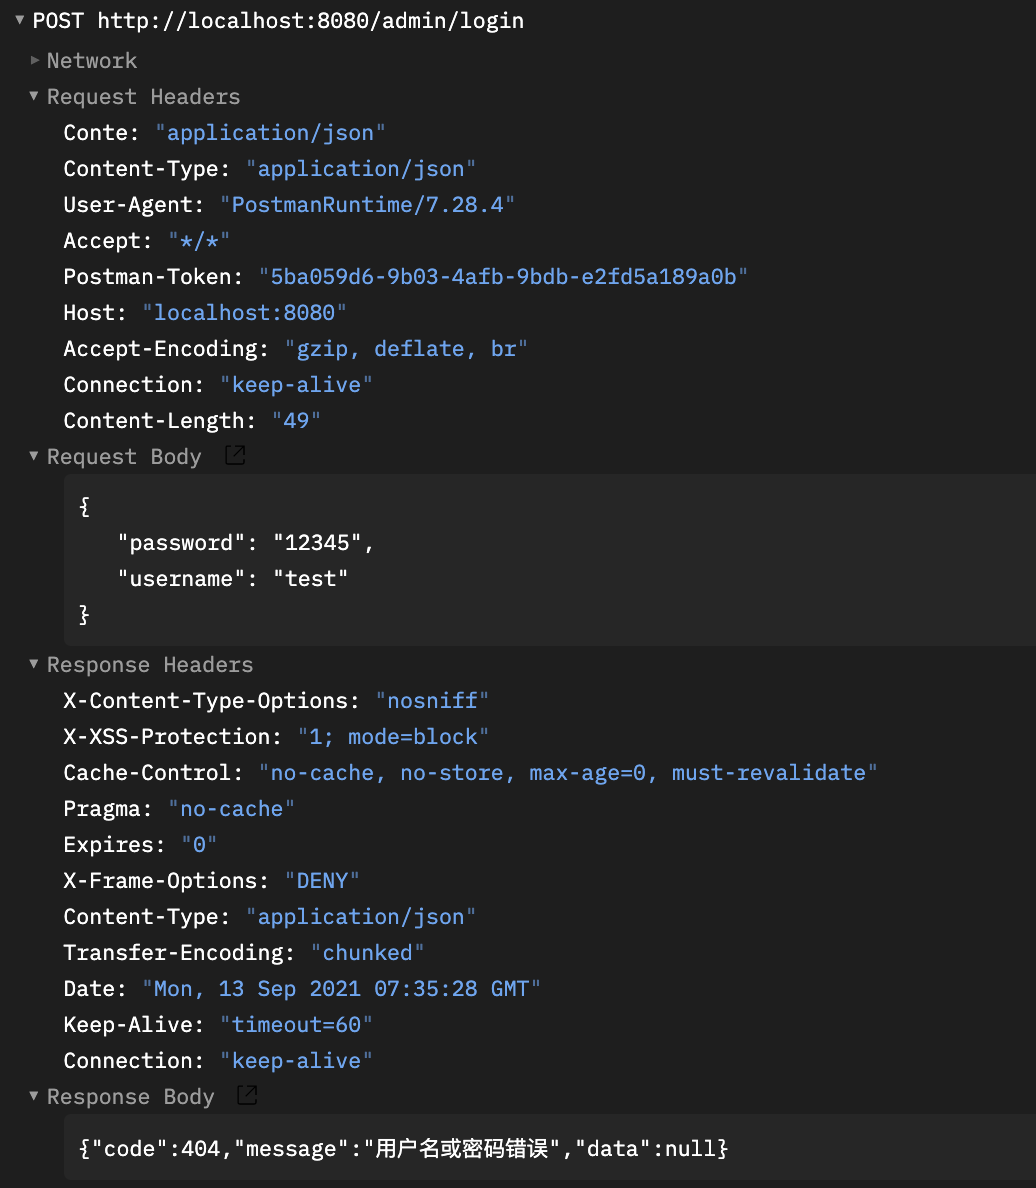 POST http://localhost:8080/admin/login
Network
Request Headers
Conte: "application/json"
Content-Type: "application/json"
User-Agent: "PostmanRuntime/7.28.4"
Accept: "*/*"
Postman-Token: "5ba059d6-9b03-4afb-9bdb-e2fd5a189a0b"
Host: "localhost:8080"
Accept-Encoding: "gzip, deflate, br"
Connection: "keep-alive"
Content-Length: "49"
Request Body
{
"password": "12345",
"username": "test"
}
Response Headers
X-Content-Type-Options: "nosniff"
X-XSS-Protection: "1; mode=block"
Cache-Control: "no-cache, no-store, max-age=0, must-revalidate"
Pragma: "no-cache"
Expires: "0"
X-Frame-Options: "DENY"
Content-Type: "application/json"
Transfer-Encoding: "chunked"
Date: "Mon, 13 Sep 2021 07:35:28 GMT"
Keep-Alive: "timeout=60"
Connection: "keep-alive"
Response Body
{"code":404,"message":"用户名或密码错误","data":null}